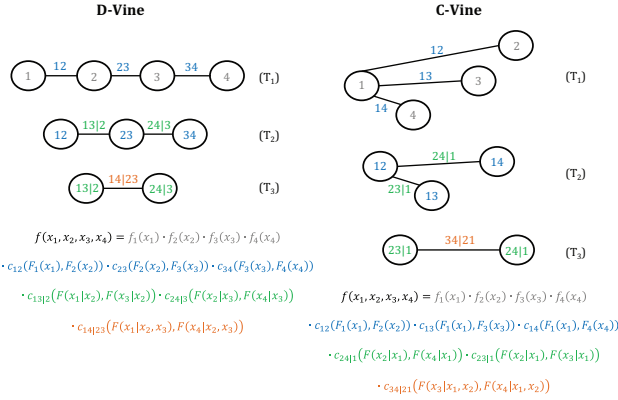 D-Vine
12 23 34
1 2 3 4 (T₁)
13|2 24|3
12 23 34 (T₂)
14|23
13|2 24|3 (T₃)
f(x₁, x₂, x₃, x₄) = f₁(x₁) · f₂(x₂) · f₃(x₃) · f₄(x₄)
· c₁₂(F₁(x₁), F₂(x₂)) · c₂₃(F₂(x₂), F₃(x₃)) · c₃₄(F₃(x₃), F₄(x₄))
· c₁₃|₂(F(x₁|x₂), F(x₃|x₂)) · c₂₄|₃(F(x₂|x₃), F(x₄|x₃))
· c₁₄|₂₃(F(x₁|x₂, x₃), F(x₄|x₂, x₃))
C-Vine
2
12
13
1 3 (T₁)
14
4
24|1
12 14
(T₂)
23|1
13
34|21
23|1 24|1 (T₃)
f(x₁, x₂, x₃, x₄) = f₁(x₁) · f₂(x₂) · f₃(x₃) · f₄(x₄)
· c₁₂(F₁(x₁), F₂(x₂)) · c₁₃(F₁(x₁), F₃(x₃)) · c₁₄(F₁(x₁), F₄(x₄))
· c₂₄|₁(F(x₂|x₁), F(x₄|x₁)) · c₂₃|₁(F(x₂|x₁), F(x₃|x₁))
· c₃₄|₂₁(F(x₃|x₁, x₂), F(x₄|x₁, x₂))